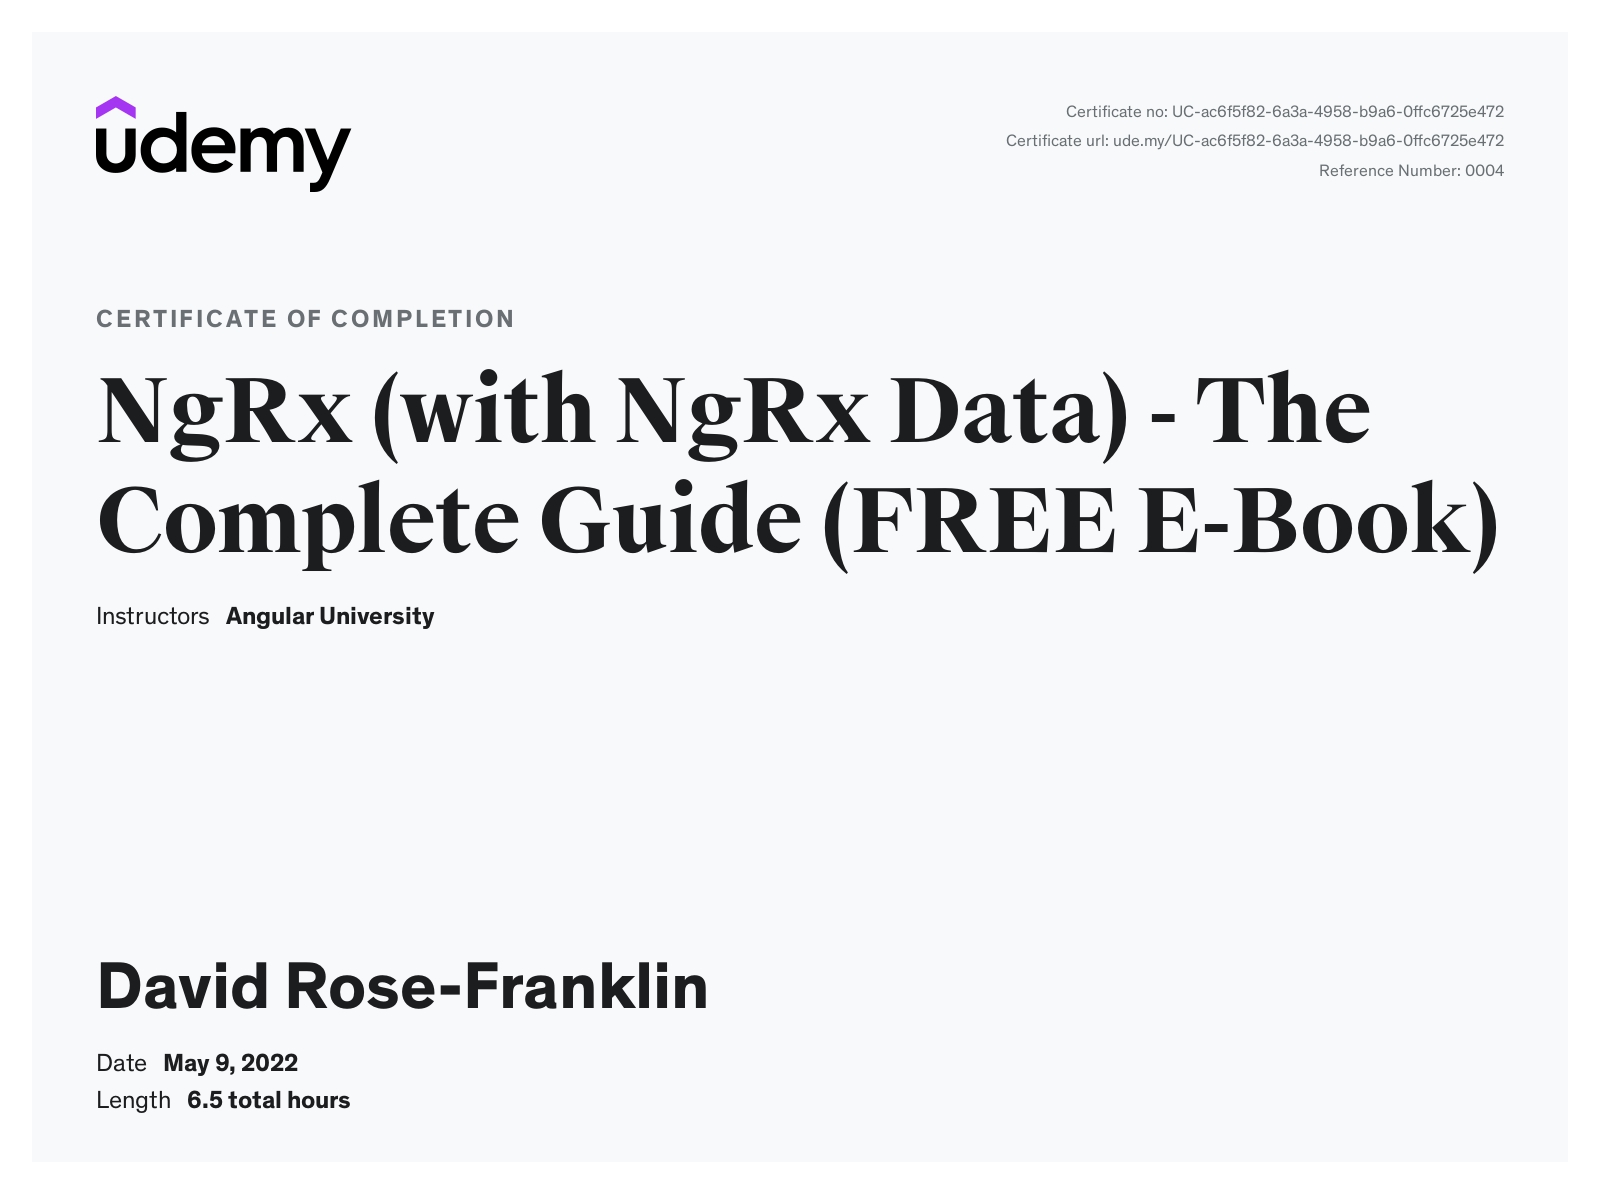 udemy
Certificate no: UC-ac6f5f82-6a3a-4958-b9a6-0ffc6725e472
Certificate url: ude.my/UC-ac6f5f82-6a3a-4958-b9a6-0ffc6725e472
Reference Number: 0004
CERTIFICATE OF COMPLETION
NgRx (with NgRx Data) - The
Complete Guide (FREE E-Book)
Instructors Angular University
David Rose-Franklin
Date May 9, 2022
Length 6.5 total hours